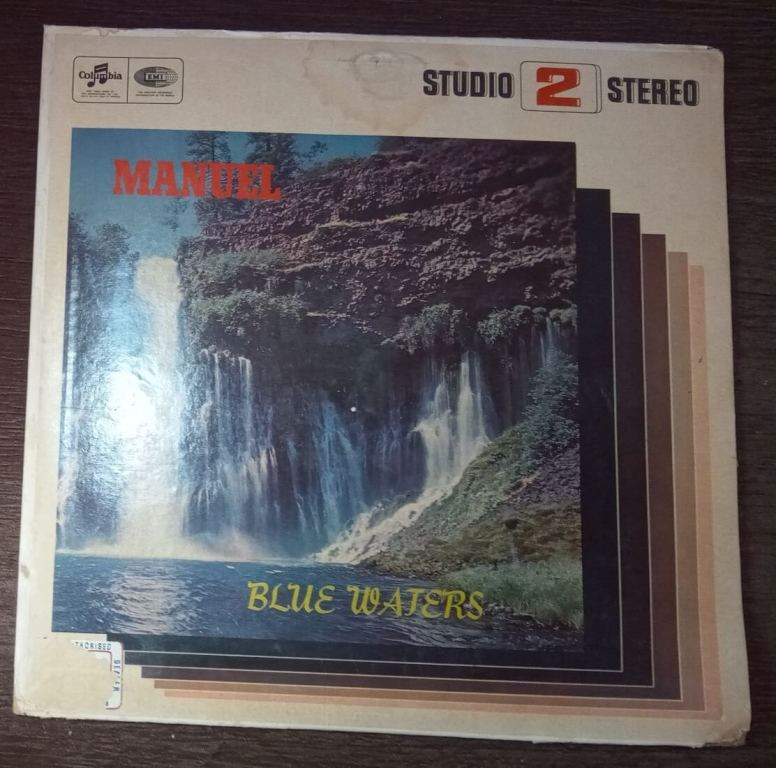 Columbia
EMI
STUDIO 2 STEREO
MANUEL
BLUE WATERS